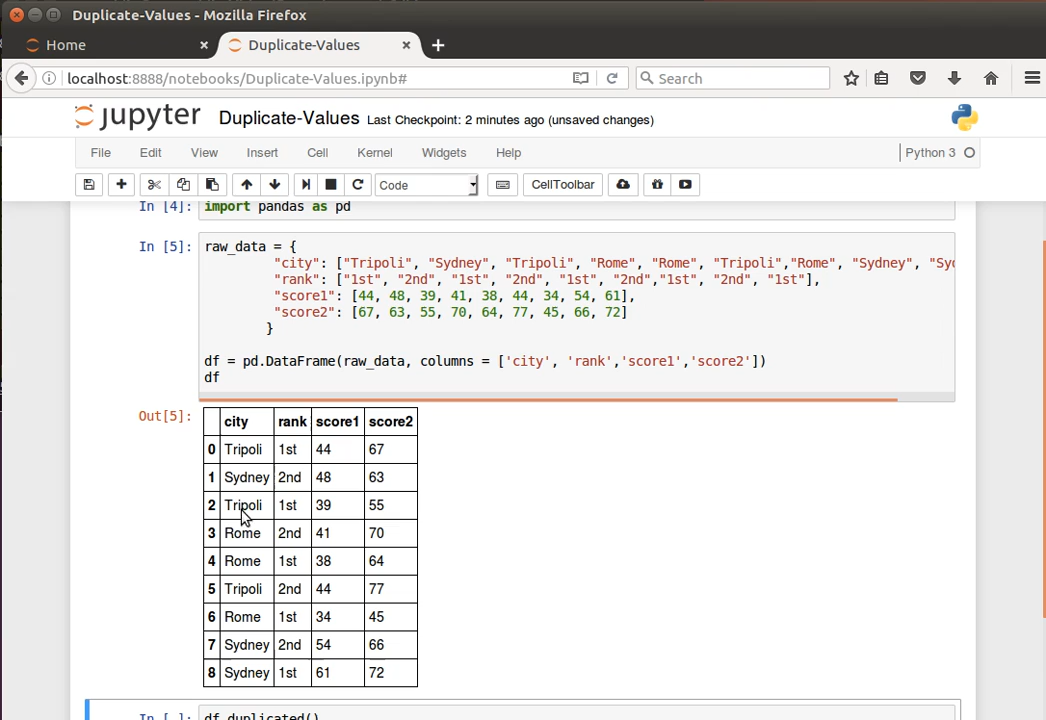 Duplicate-Values - Mozilla Firefox
Home × Duplicate-Values × +
localhost:8888/notebooks/Duplicate-Values.ipynb# Search
jupyter Duplicate-Values Last Checkpoint: 2 minutes ago (unsaved changes)
File Edit View Insert Cell Kernel Widgets Help Python 3
Code CellToolbar
In [4]: import pandas as pd
In [5]: raw_data = {
"city": ["Tripoli", "Sydney", "Tripoli", "Rome", "Rome", "Tripoli","Rome", "Sydney", "Syd
"rank": ["1st", "2nd", "1st", "2nd", "1st", "2nd","1st", "2nd", "1st"],
"score1": [44, 48, 39, 41, 38, 44, 34, 54, 61],
"score2": [67, 63, 55, 70, 64, 77, 45, 66, 72]
}
df = pd.DataFrame(raw_data, columns = ['city', 'rank','score1','score2'])
df
Out[5]:
city rank score1 score2
0 Tripoli 1st 44 67
1 Sydney 2nd 48 63
2 Tripoli 1st 39 55
3 Rome 2nd 41 70
4 Rome 1st 38 64
5 Tripoli 2nd 44 77
6 Rome 1st 34 45
7 Sydney 2nd 54 66
8 Sydney 1st 61 72
In [ ]: df.duplicated()